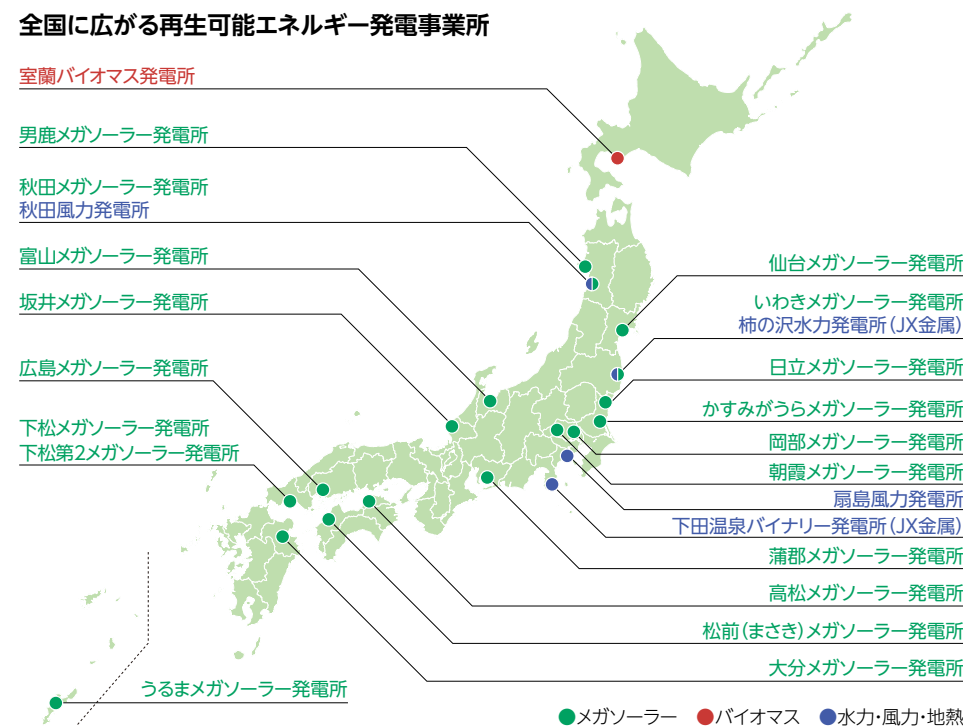 全国に広がる再生可能エネルギー発電事業所
室蘭バイオマス発電所
男鹿メガソーラー発電所
秋田メガソーラー発電所
秋田風力発電所
富山メガソーラー発電所
坂井メガソーラー発電所
広島メガソーラー発電所
下松メガソーラー発電所
下松第2メガソーラー発電所
うるまメガソーラー発電所
仙台メガソーラー発電所
いわきメガソーラー発電所
柿の沢水力発電所(JX金属)
日立メガソーラー発電所
かすみがうらメガソーラー発電所
岡部メガソーラー発電所
朝霞メガソーラー発電所
扇島風力発電所
下田温泉バイナリー発電所(JX金属)
蒲郡メガソーラー発電所
高松メガソーラー発電所
松前(まさき)メガソーラー発電所
大分メガソーラー発電所
●メガソーラー ●バイオマス ●水力・風力・地熱